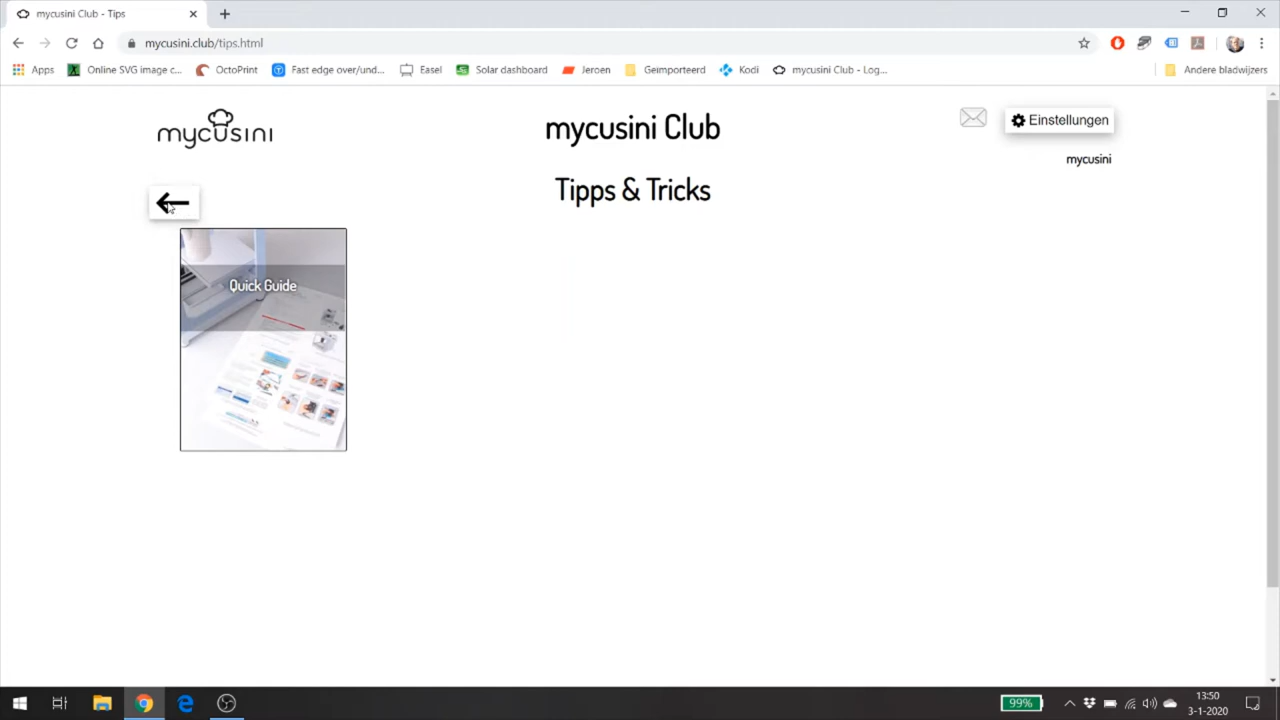 mycusini Club - Tips
mycusini.club/tips.html
Apps
Online SVG image c...
OctoPrint
Fast edge over/und...
Easel
Solar dashboard
Jeroen
Geïmporteerd
Kodi
mycusini Club - Log...
Andere bladwijzers
mycusini
mycusini Club
Einstellungen
mycusini
Tipps & Tricks
Quick Guide
99%
13:50
3-1-2020